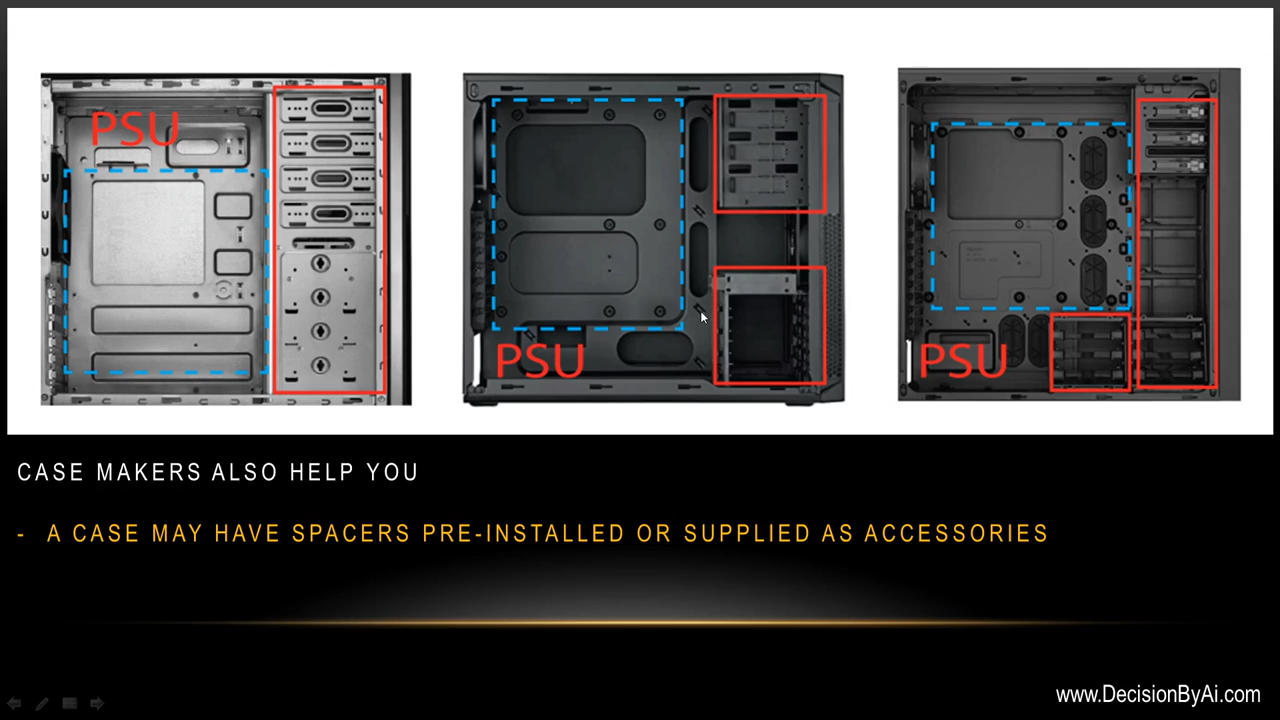 PSU
PSU
PSU
CASE MAKERS ALSO HELP YOU
- A CASE MAY HAVE SPACERS PRE-INSTALLED OR SUPPLIED AS ACCESSORIES
www.DecisionByAi.com